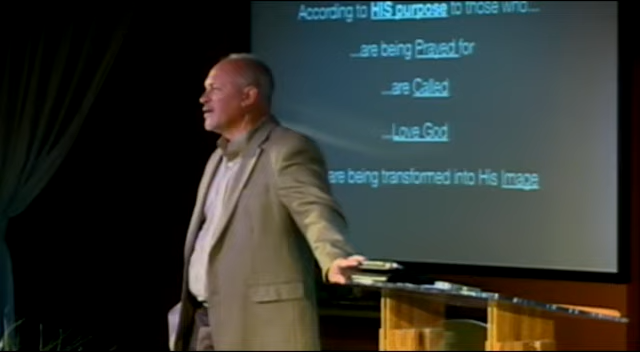 According to HIS purpose to those who...
...are being Prayed for
...are Called
...Love God
are being transformed into His Image